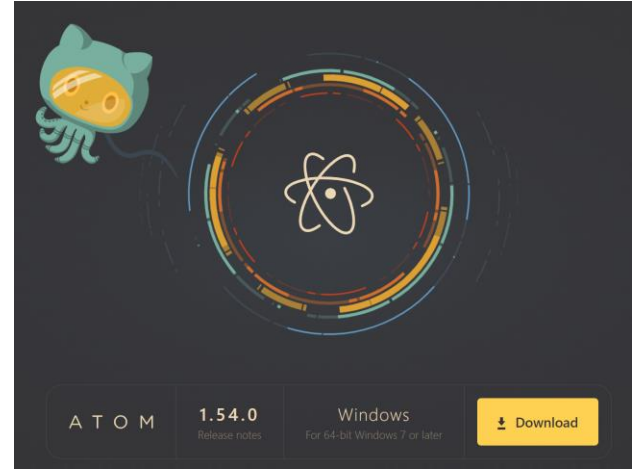 ATOM
1.54.0
Release notes
Windows
For 64-bit Windows 7 or later
Download